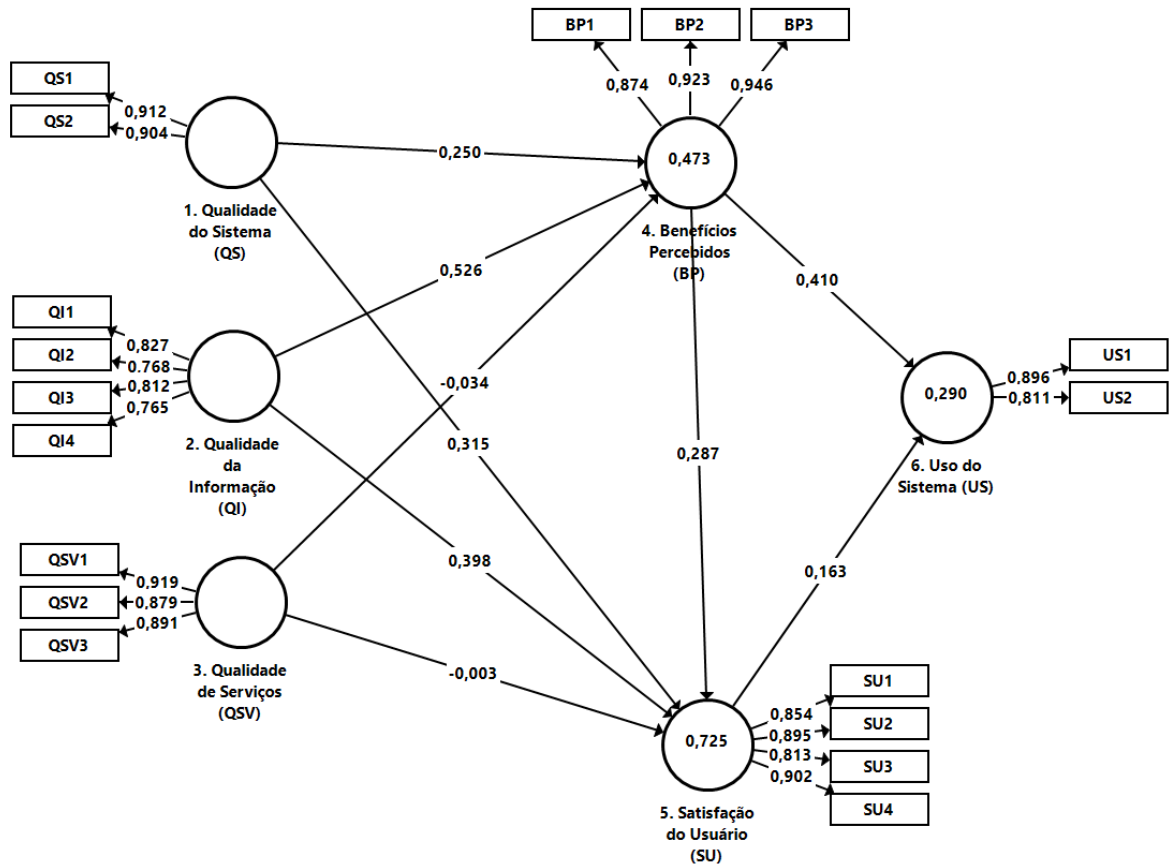 BP1
BP2
BP3
0,874
0,923
0,946
QS1
QS2
0,912
0,904
1. Qualidade
do Sistema
(QS)
0,250
0,473
4. Benefícios
Percebidos
(BP)
0,526
0,410
QI1
QI2
QI3
QI4
0,827
0.768
0,812
0,765
2. Qualidade
da
Informação
(QI)
-0,034
0,315
0,287
0,290
0,896
0,811
US1
US2
6. Uso do
Sistema (US)
QSV1
QSV2
QSV3
0,919
0,879
0,891
3. Qualidade
de Serviços
(QSV)
0,398
0,163
-0,003
0,725
5. Satisfação
do Usuário
(SU)
0,854
0,895
0,813
0,902
SU1
SU2
SU3
SU4